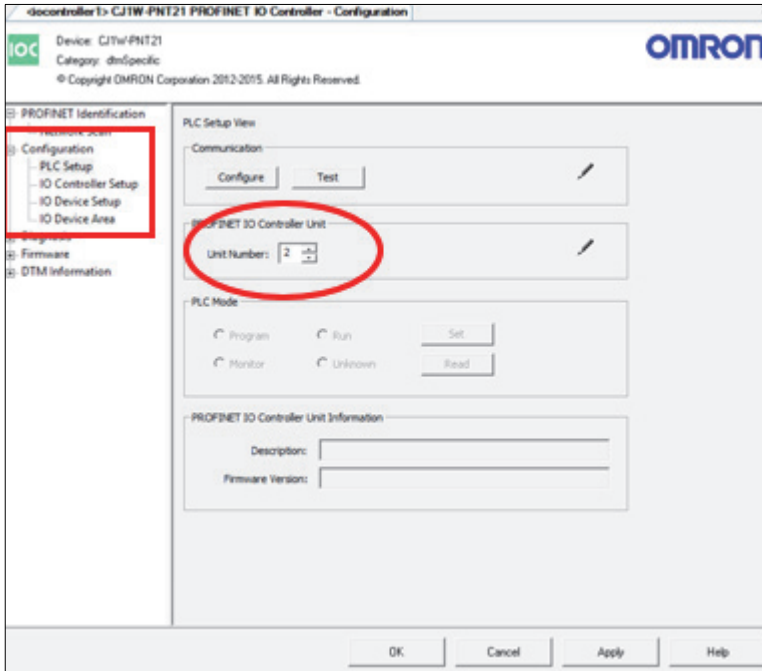 <iocontroller1> CJ1W-PNT21 PROFINET IO Controller - Configuration
IOC
Device: CJ1W-PNT21
Category: dtmSpecific
© Copyright OMRON Corporation 2012-2015. All Rights Reserved.
OMRON
PROFINET Identification
Network Scan
Configuration
PLC Setup
IO Controller Setup
IO Device Setup
IO Device Area
Diagnosis
Firmware
DTM Information
PLC Setup View
Communication
Configure
Test
PROFINET IO Controller Unit
Unit Number: 2
PLC Mode
Program
Run
Set
Monitor
Unknown
Read
PROFINET IO Controller Unit Information
Description:
Firmware Version:
OK
Cancel
Apply
Help